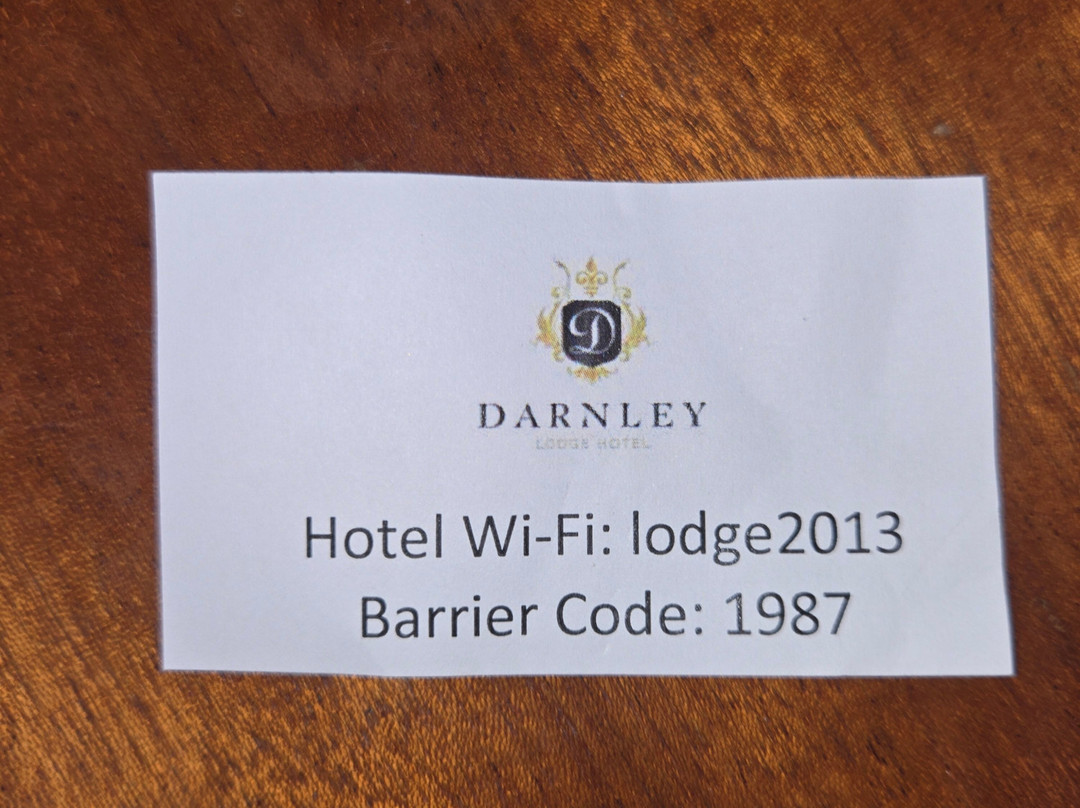 D
DARNLEY
LODGE HOTEL
Hotel Wi-Fi: lodge2013
Barrier Code: 1987